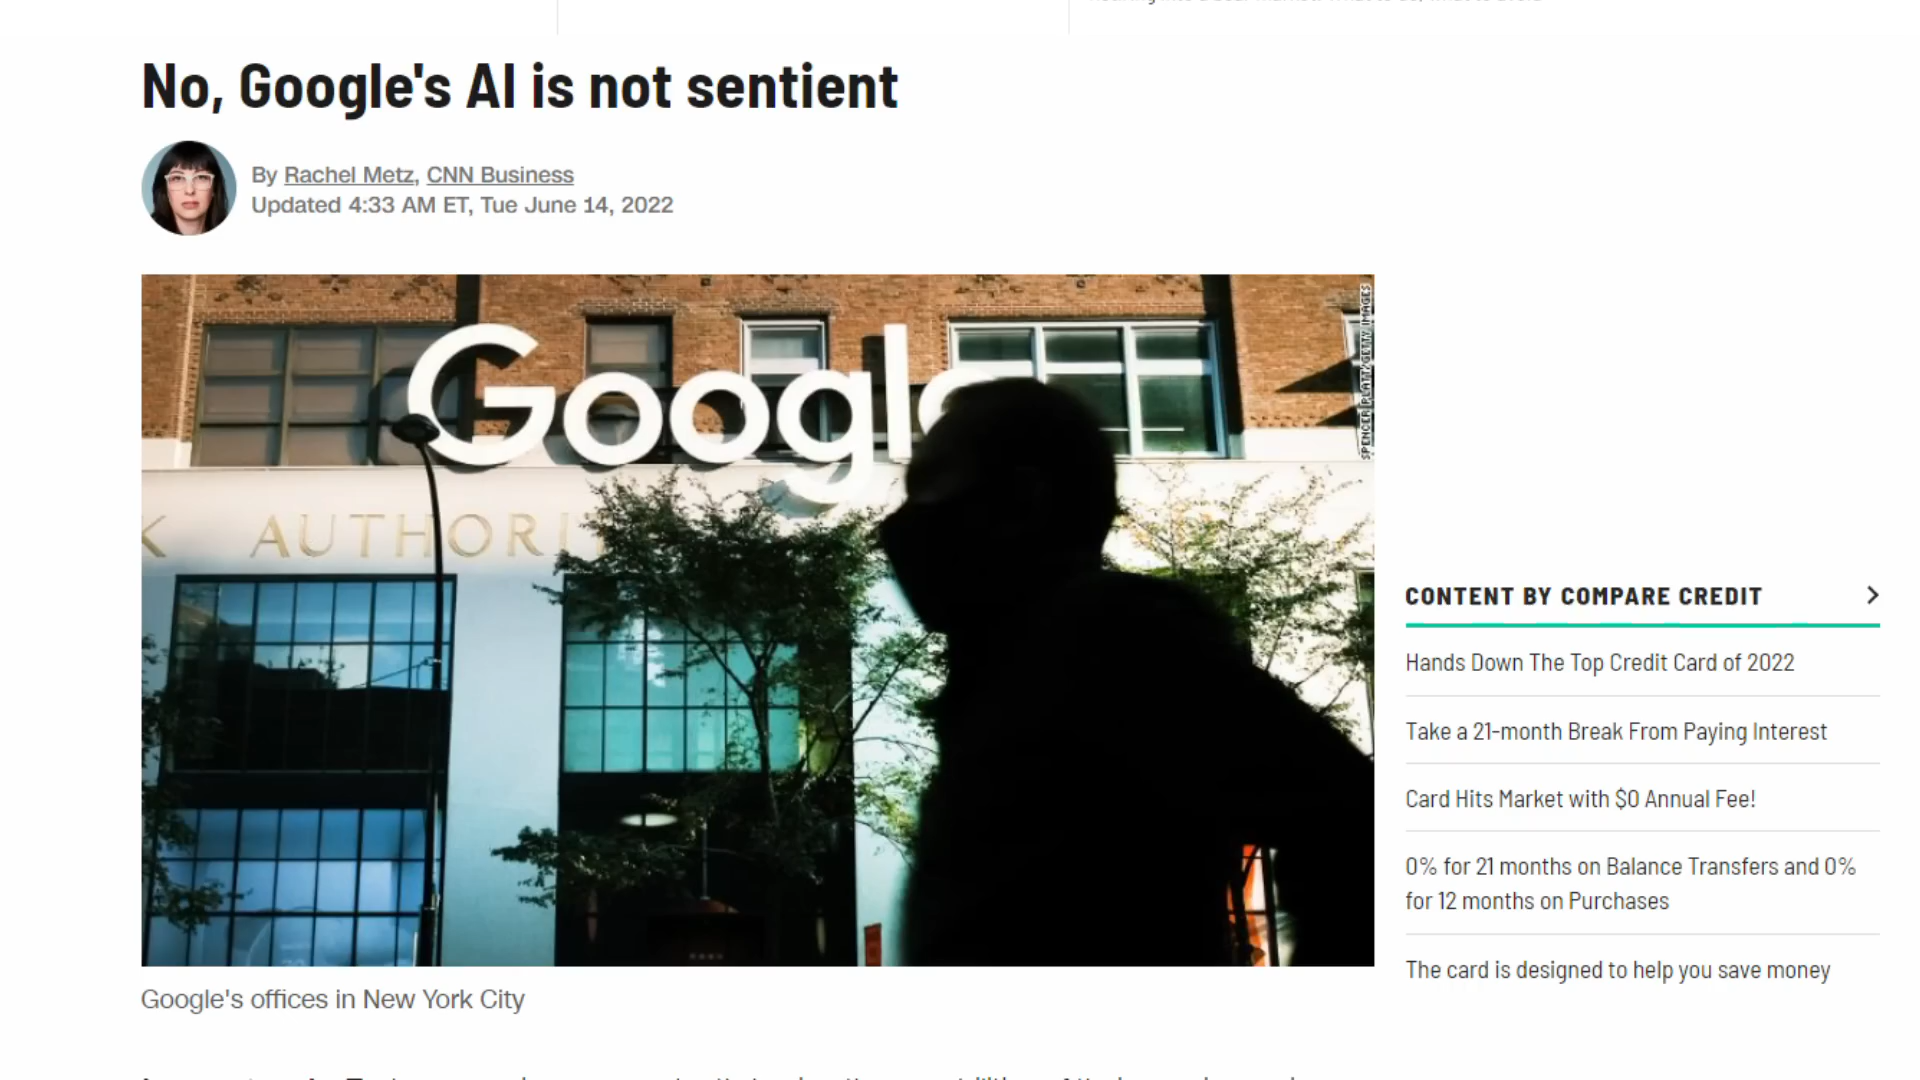 No, Google's AI is not sentient
By Rachel Metz, CNN Business
Updated 4:33 AM ET, Tue June 14, 2022
Google
SPENCER PLATT/GETTY IMAGES
K AUTHORI
CONTENT BY COMPARE CREDIT
Hands Down The Top Credit Card of 2022
Take a 21-month Break From Paying Interest
Card Hits Market with $0 Annual Fee!
0% for 21 months on Balance Transfers and 0%
for 12 months on Purchases
The card is designed to help you save money
Google's offices in New York City